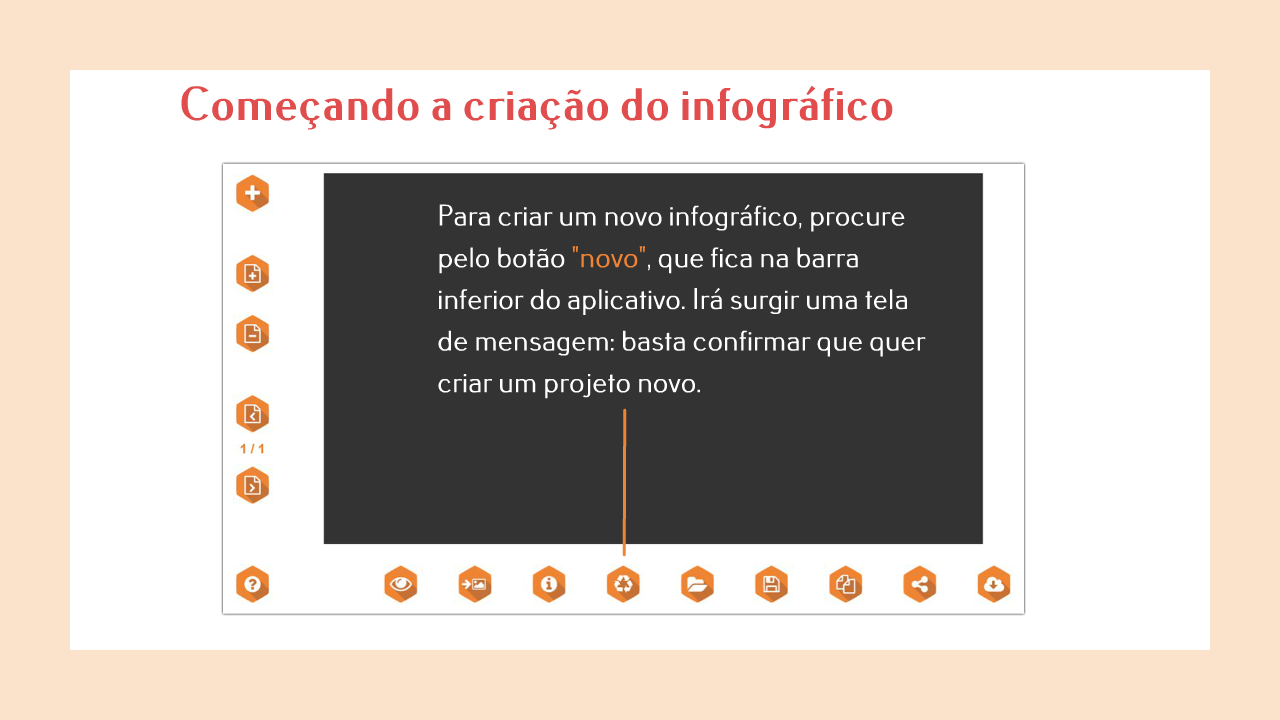 Começando a criação do infográfico
Para criar um novo infográfico, procure
pelo botão "novo", que fica na barra
inferior do aplicativo. Irá surgir uma tela
de mensagem: basta confirmar que quer
criar um projeto novo.
1 / 1